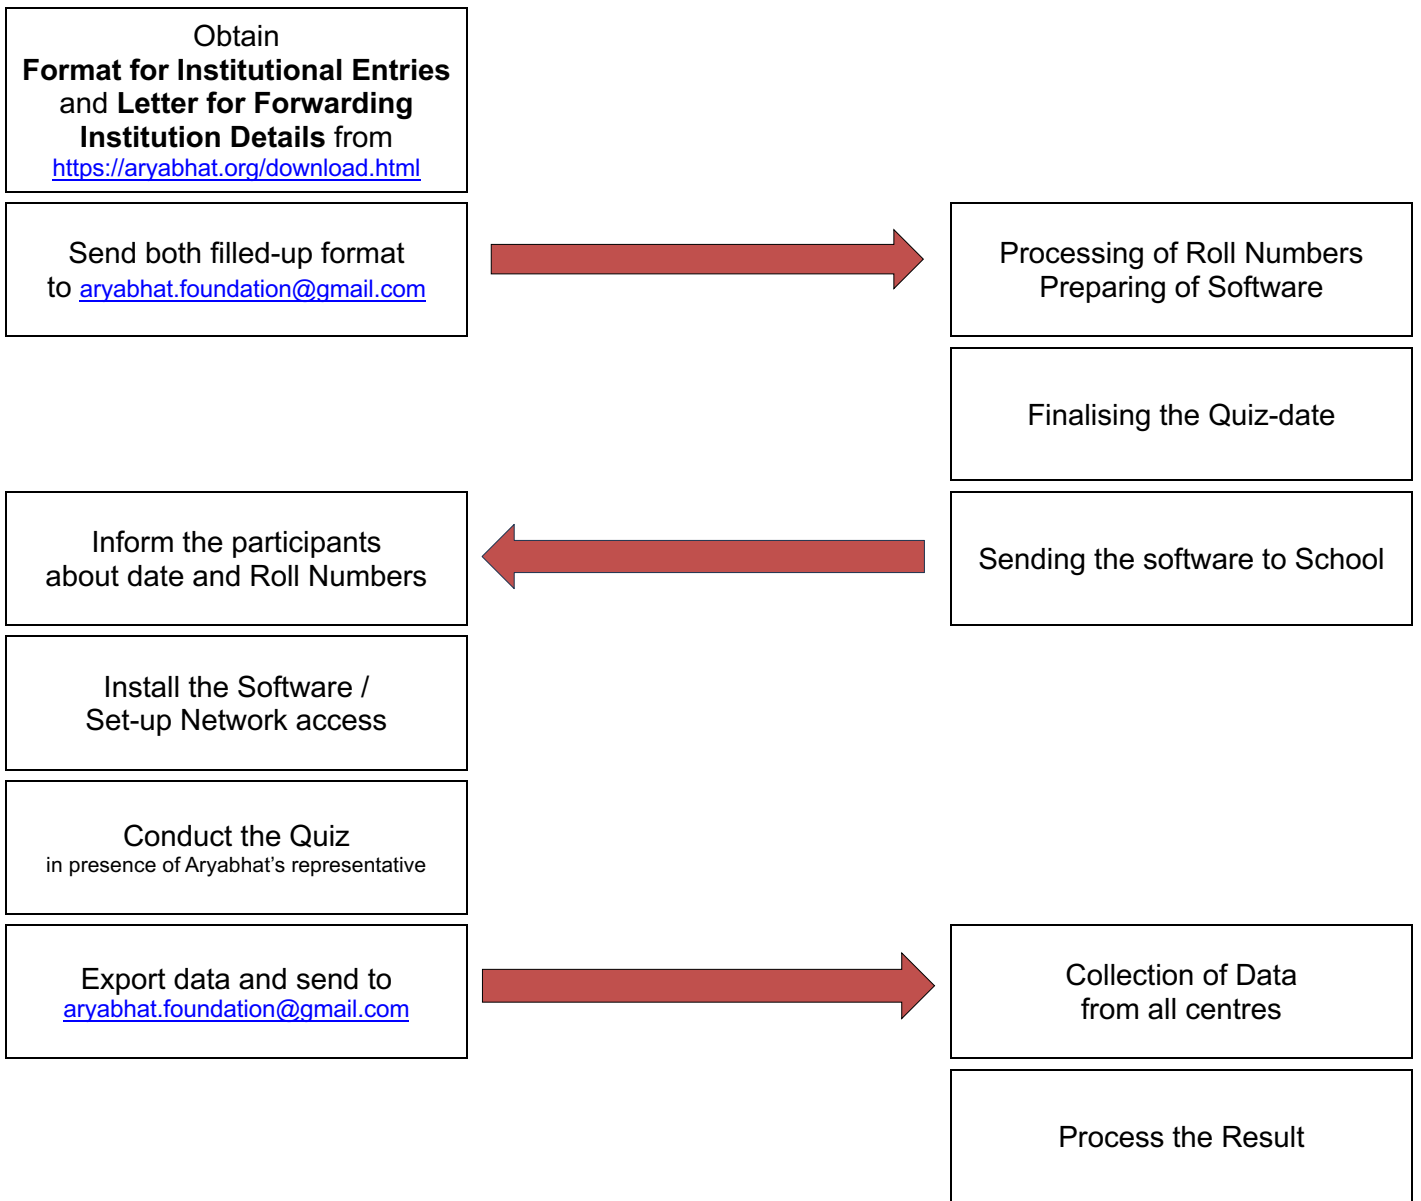 Obtain
Format for Institutional Entries
and Letter for Forwarding
Institution Details from
https://aryabhat.org/download.html
Send both filled-up format
to aryabhat.foundation@gmail.com
Processing of Roll Numbers
Preparing of Software
Finalising the Quiz-date
Inform the participants
about date and Roll Numbers
Sending the software to School
Install the Software /
Set-up Network access
Conduct the Quiz
in presence of Aryabhat's representative
Export data and send to
aryabhat.foundation@gmail.com
Collection of Data
from all centres
Process the Result